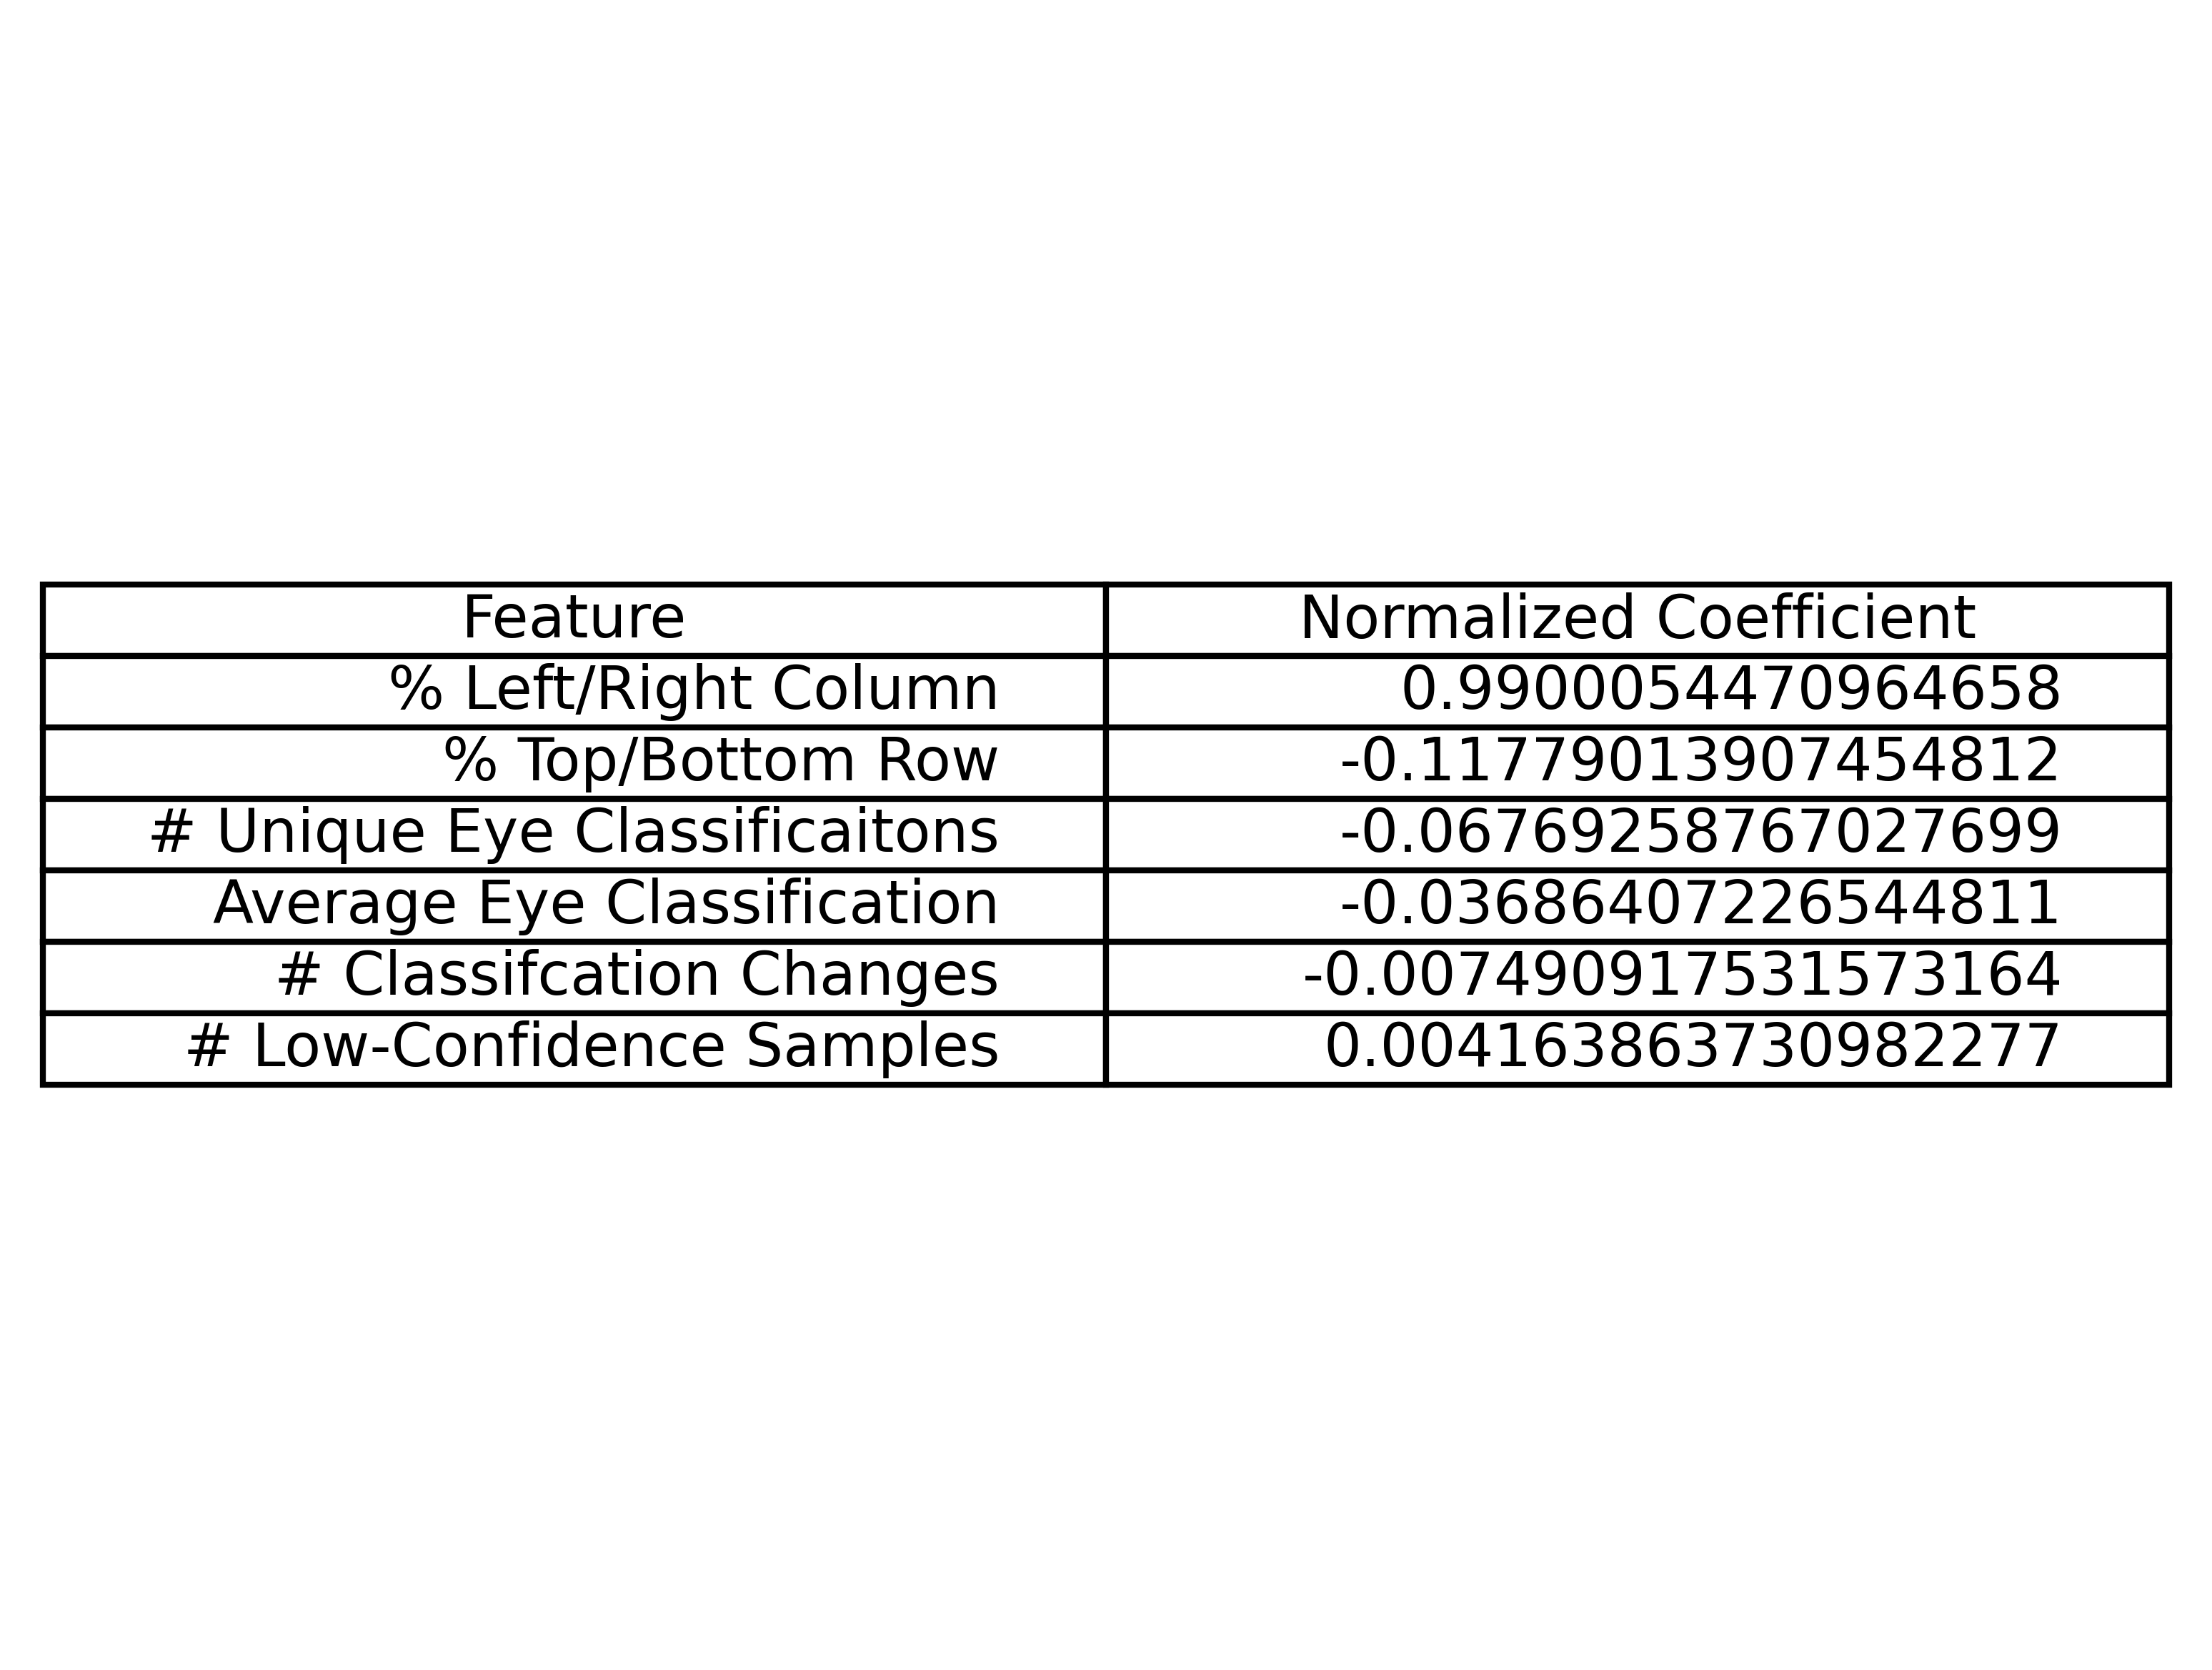 Feature Normalized Coefficient
% Left/Right Column 0.9900054470964658
% Top/Bottom Row -0.11779013907454812
# Unique Eye Classificaitons -0.06769258767027699
Average Eye Classification -0.03686407226544811
# Classifcation Changes -0.007490917531573164
# Low-Confidence Samples 0.004163863730982277